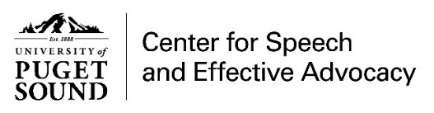 Est. 1888
UNIVERSITY of
PUGET
SOUND
Center for Speech
and Effective Advocacy